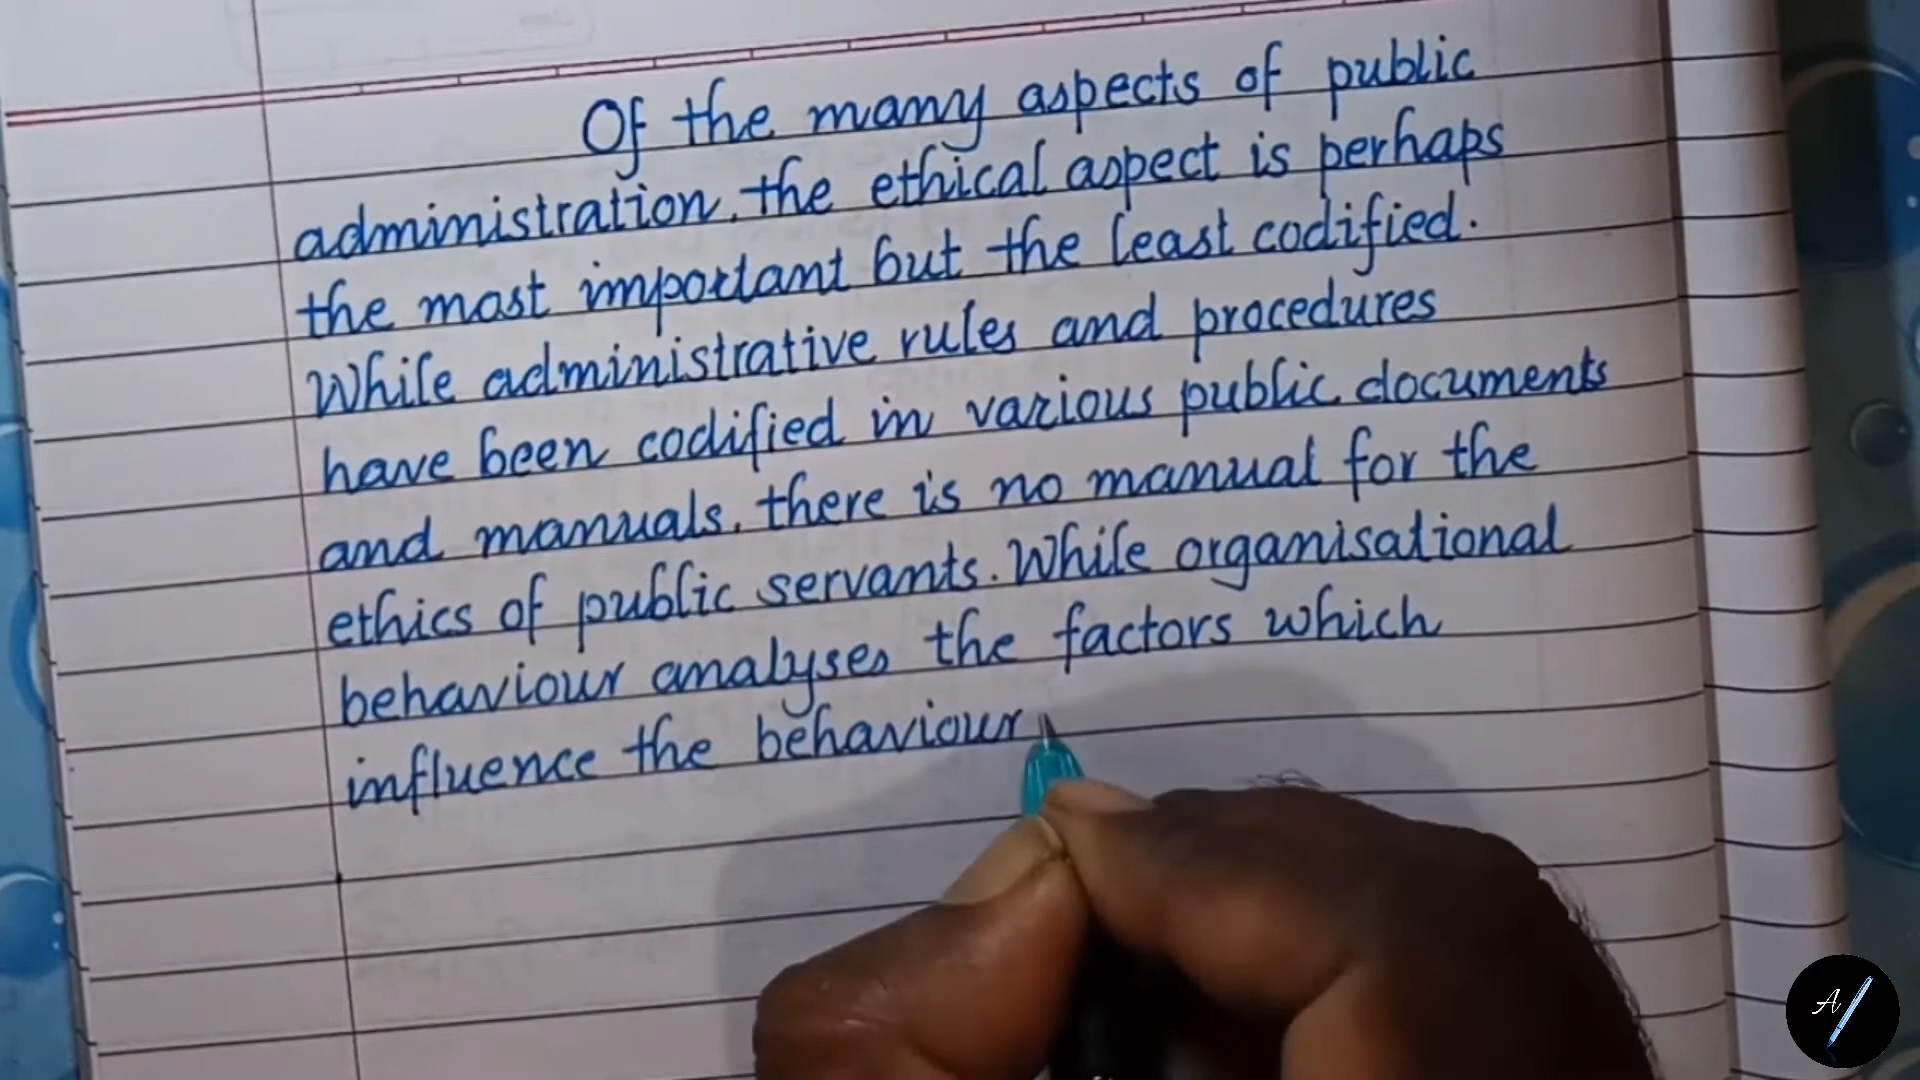 Of the many aspects of public
administration, the ethical aspect is perhaps
the most important but the least codified.
While administrative rules and procedures
have been codified in various public documents
and manuals, there is no manual for the
ethics of public servants. While organisational
behaviour analyses the factors which
influence the behaviour
A